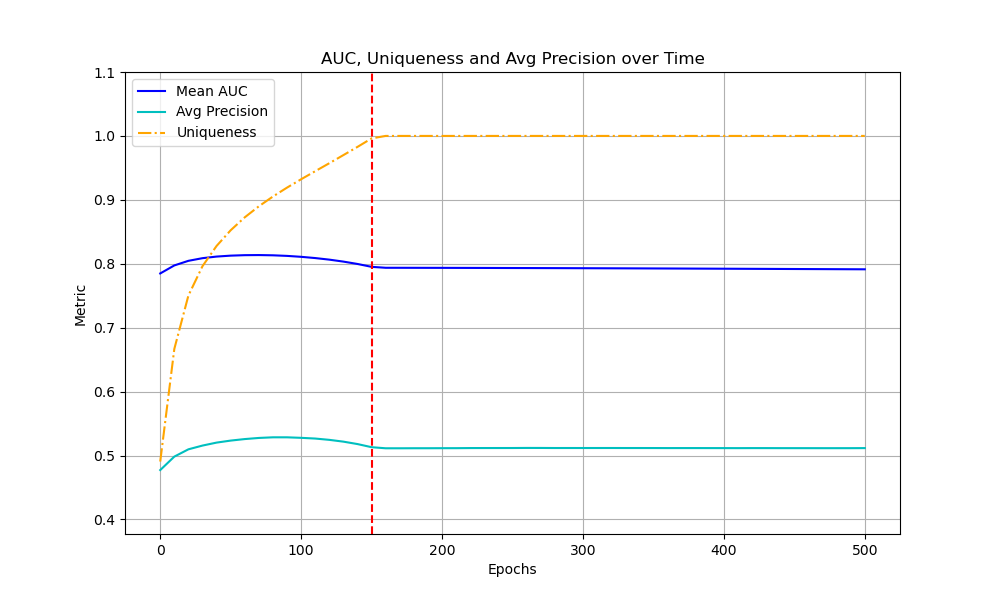 AUC, Uniqueness and Avg Precision over Time
Mean AUC
Avg Precision
Uniqueness
Metric
1.1
1.0
0.9
0.8
0.7
0.6
0.5
0.4
0 100 200 300 400 500
Epochs